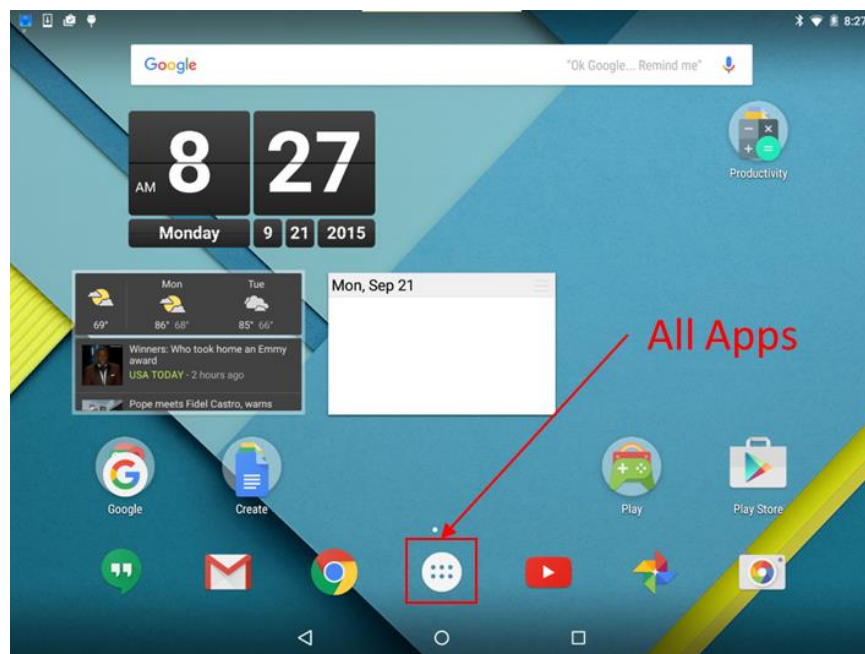 8:27
Google
"Ok Google... Remind me"
8
27
AM
Productivity
Monday
9
21
2015
Mon
Tue
69°
86° 68°
85° 66°
Mon, Sep 21
Winners: Who took home an Emmy
award
USA TODAY - 2 hours ago
Pope meets Fidel Castro, warns
All Apps
Google
Create
Play
Play Store